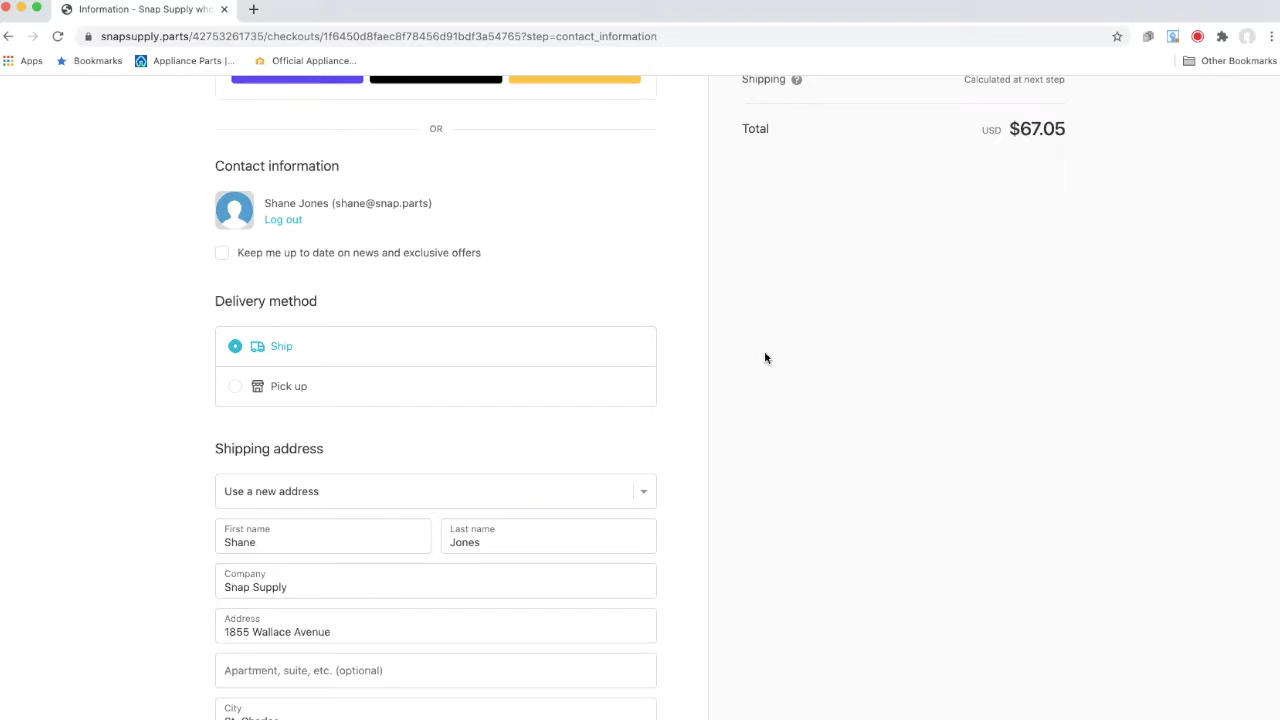 Information - Snap Supply who
snapsupply.parts/42753261735/checkouts/1f6450d8faec8f78456d91bdf3a54765?step=contact_information
Apps Bookmarks Appliance Parts |... Official Appliance... Other Bookmarks
Shipping ? Calculated at next step
OR
Total USD $67.05
Contact information
Shane Jones (shane@snap.parts)
Log out
Keep me up to date on news and exclusive offers
Delivery method
Ship
Pick up
Shipping address
Use a new address
First name Last name
Shane Jones
Company
Snap Supply
Address
1855 Wallace Avenue
Apartment, suite, etc. (optional)
City
St. Charles